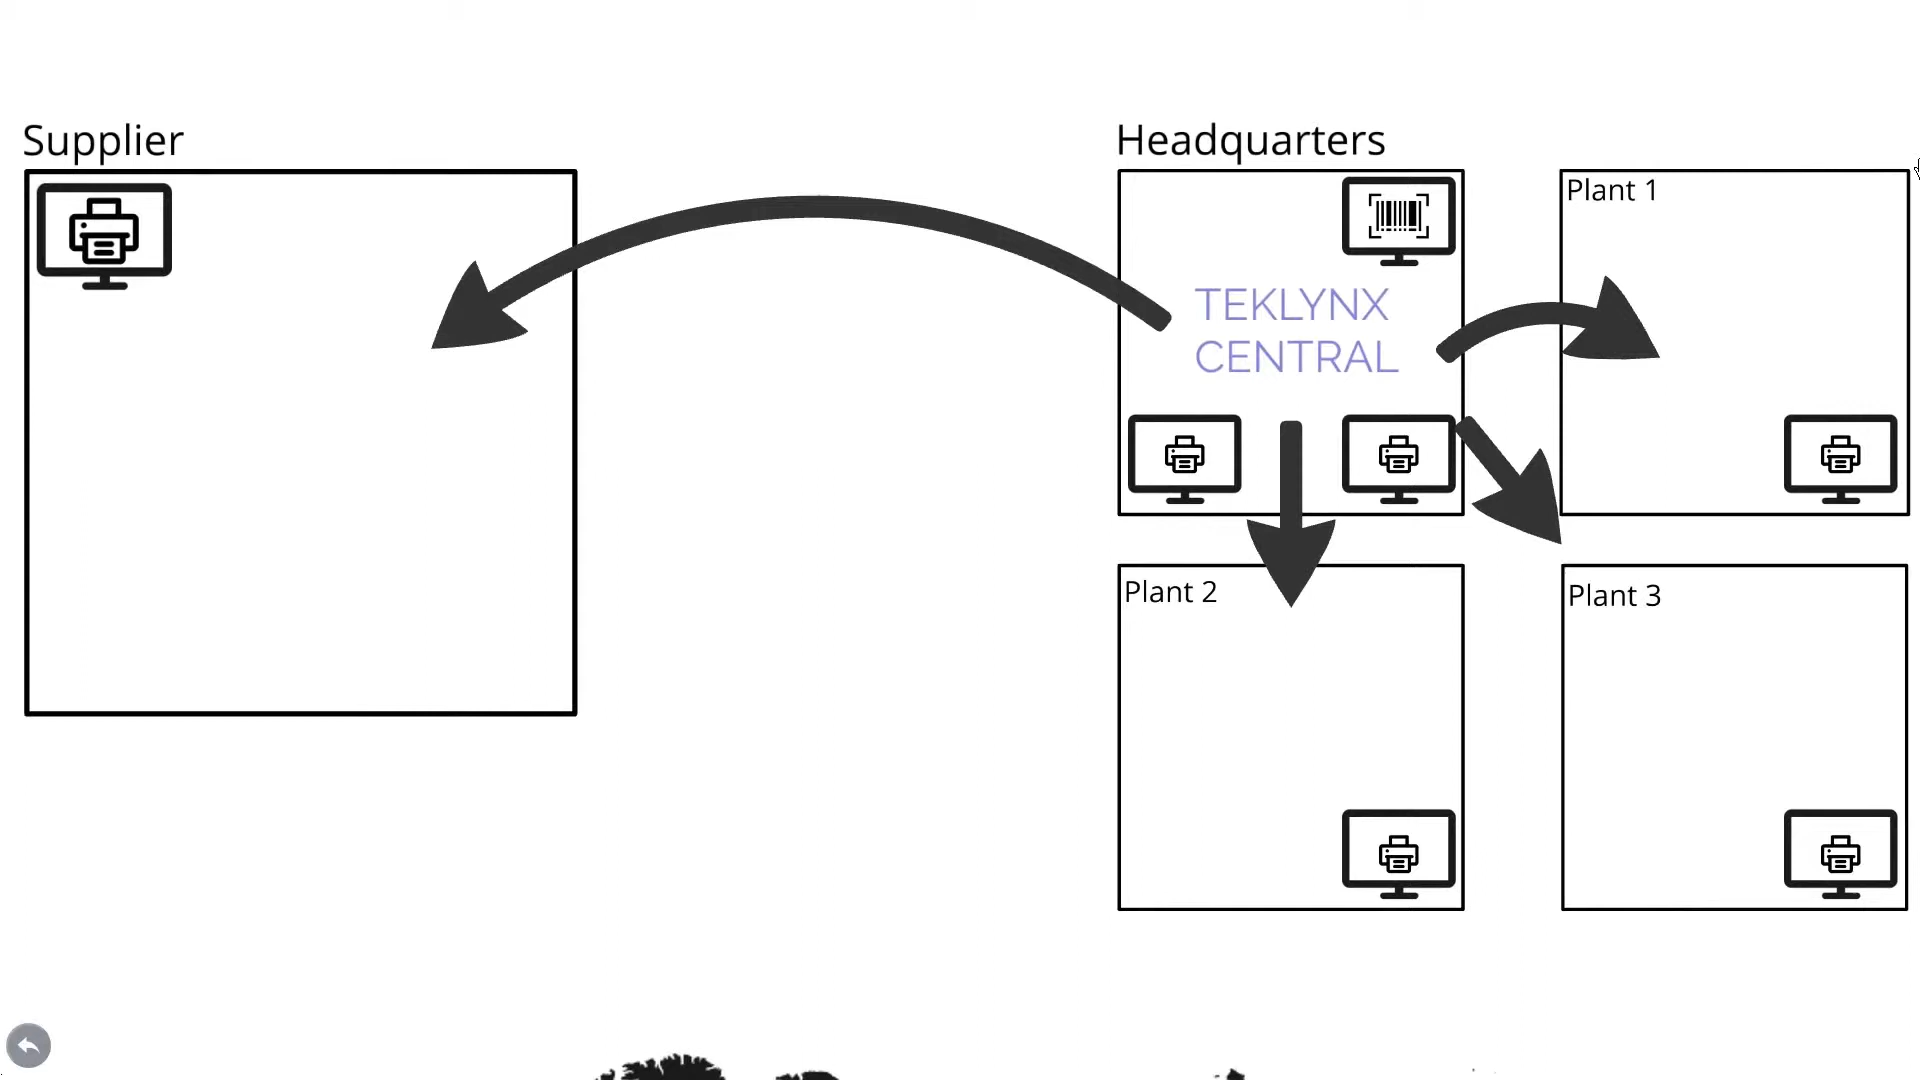 Supplier
Headquarters
Plant 1
TEKLYNX
CENTRAL
Plant 2
Plant 3